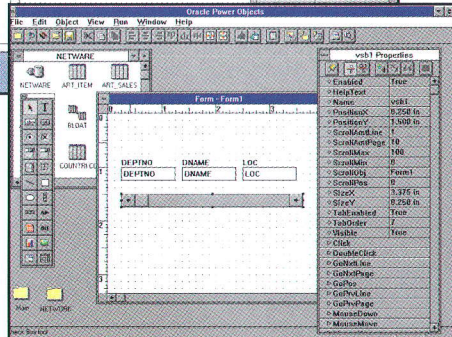 Oracle Power Objects
File Edit Object View Run Window Help
NETWARE
NETWARE ART_ITEM ART_SALES
BLOAT
COUNTRI
Form - Form1
DEPTNO DNAME LOC
DEPTNO DNAME LOC
Main NETWORK
vsb1 Properties
Enabled True
HelpText
Name vsb1
PositionX 0.250 in
PositionY 1.500 in
ScrollAmtLine 1
ScrollAmtPage 10
ScrollMax 100
ScrollMin 0
ScrollObj Form1
ScrollPos 0
SizeX 3.375 in
SizeY 0.250 in
TabEnabled True
TabOrder 7
Visible True
Click
DoubleClick
GoNxtLine
GoNxtPage
GoPos
GoPrvLine
GoPrvPage
MouseDown
MouseMove